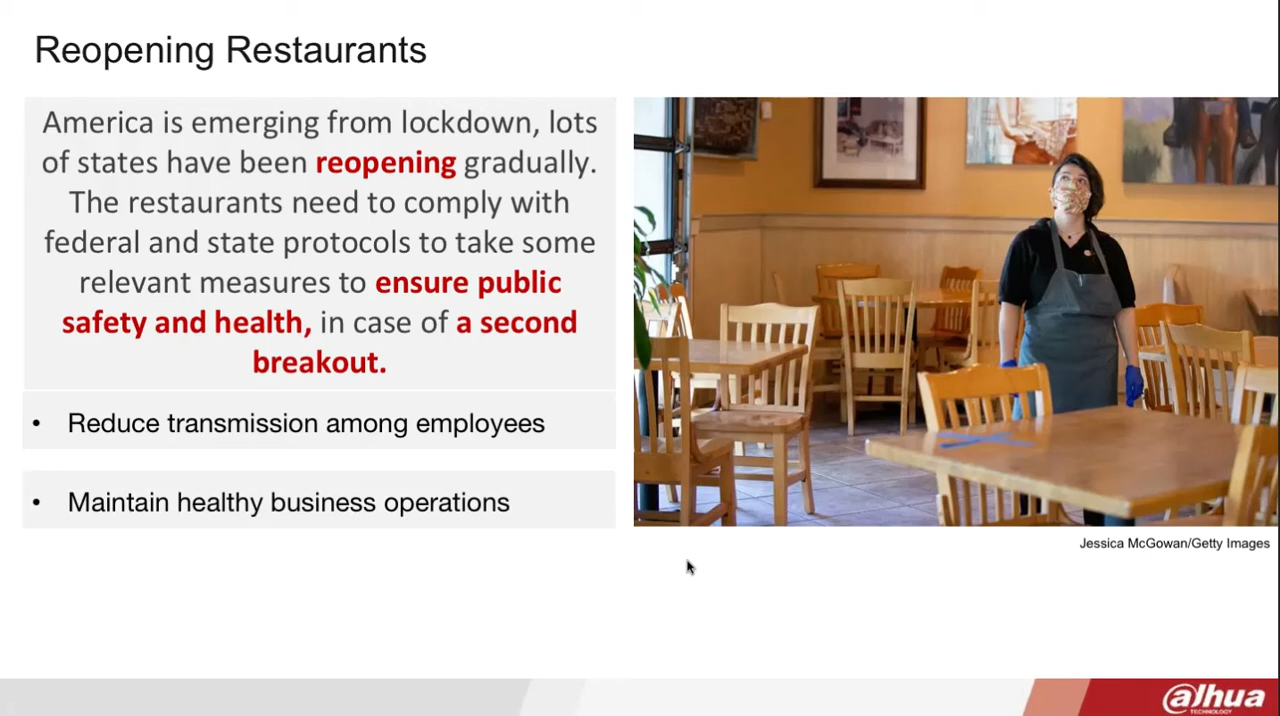 Reopening Restaurants
America is emerging from lockdown, lots
of states have been reopening gradually.
The restaurants need to comply with
federal and state protocols to take some
relevant measures to ensure public
safety and health, in case of a second
breakout.
• Reduce transmission among employees
• Maintain healthy business operations
Jessica McGowan/Getty Images
alhua
TECHNOLOGY